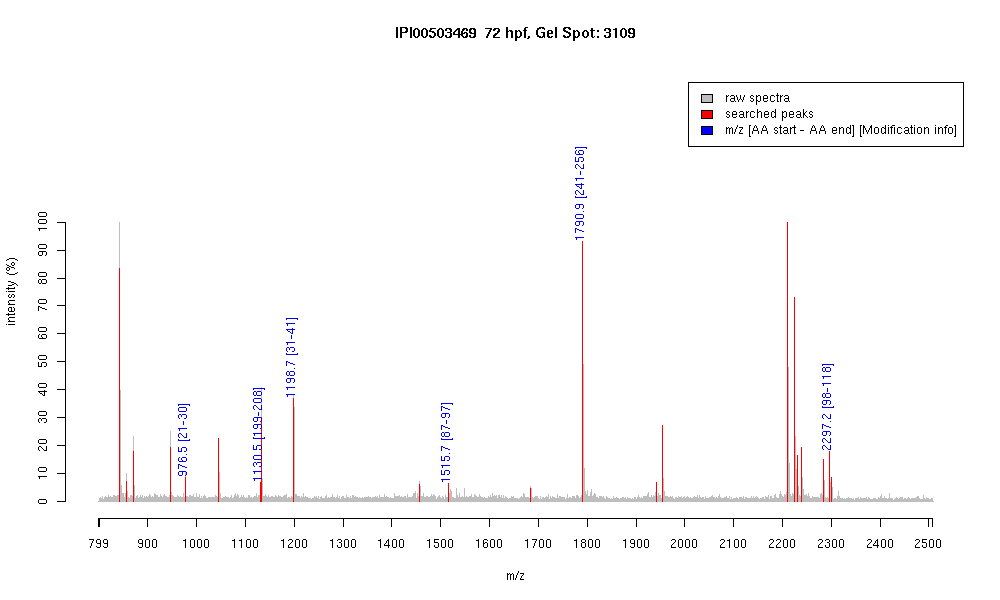 IPI00503469 72 hpf, Gel Spot: 3109
raw spectra
searched peaks
m/z [AA start - AA end] [Modification info]
intensity (%)
100
90
80
70
60
50
40
30
20
10
0
976.5 [21-30]
1130.5 [199-208]
1198.7 [31-41]
1515.7 [87-97]
1790.9 [241-256]
2297.2 [98-118]
799 900 1000 1100 1200 1300 1400 1500 1600 1700 1800 1900 2000 2100 2200 2300 2400 2500
m/z